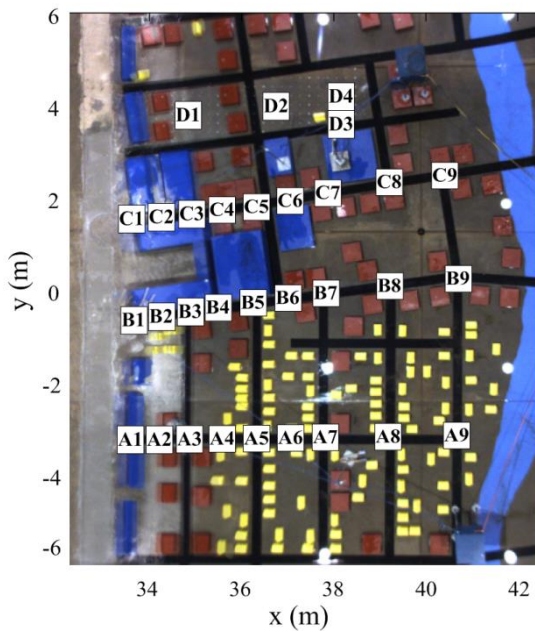 6
4
2
0
-2
-4
-6
y (m)
D1 D2 D4
D3
C1 C2 C3 C4 C5 C6 C7 C8 C9
B1 B2 B3 B4 B5 B6 B7 B8 B9
A1 A2 A3 A4 A5 A6 A7 A8 A9
34 36 38 40 42
x (m)